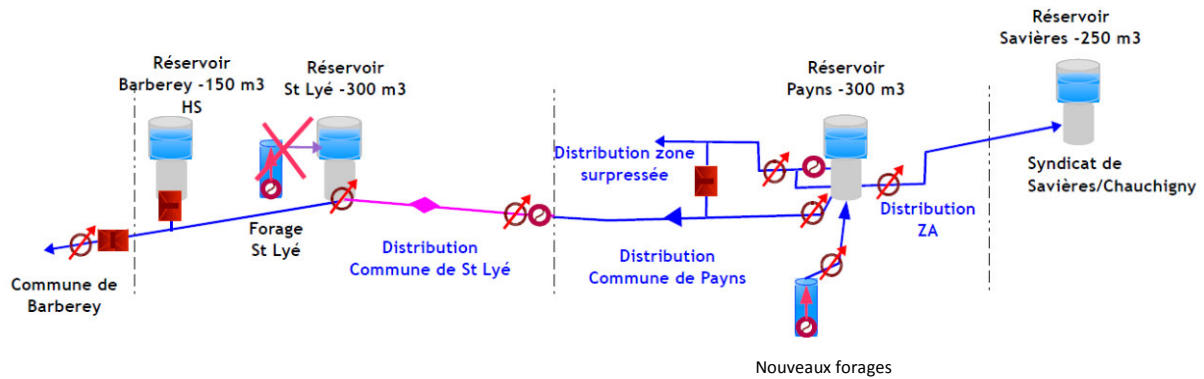 Réservoir
Barberey -150 m3
HS
Réservoir
St Lyé -300 m3
Réservoir
Payns -300 m3
Réservoir
Savières -250 m3
Distribution zone
surpressée
Syndicat de
Savières/Chauchigny
Distribution
ZA
Forage
St Lyé
Distribution
Commune de St Lyé
Distribution
Commune de Payns
Commune de
Barberey
Nouveaux forages